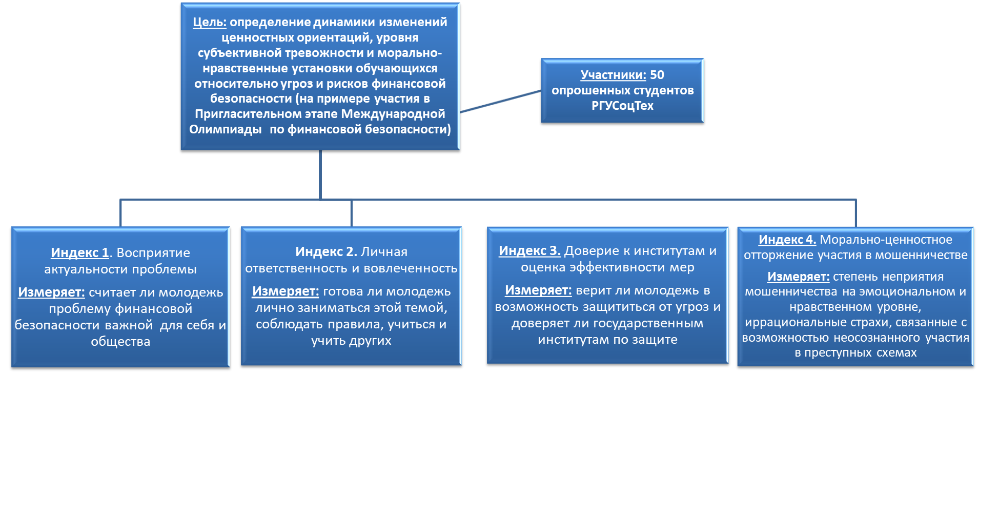 Цель: определение динамики изменений
ценностных ориентаций, уровня
субъективной тревожности и морально-
нравственные установки обучающихся
относительно угроз и рисков финансовой
безопасности (на примере участия в
Пригласительном этапе Международной
Олимпиады по финансовой безопасности)
Участники: 50
опрошенных студентов
РГУСоцТех
Индекс 1. Восприятие
актуальности проблемы
Измеряет: считает ли молодежь
проблему финансовой
безопасности важной для себя и
общества
Индекс 2. Личная
ответственность и вовлеченность
Измеряет: готова ли молодежь
лично заниматься этой темой,
соблюдать правила, учиться и
учить других
Индекс 3. Доверие к институтам и
оценка эффективности мер
Измеряет: верит ли молодежь в
возможность защититься от угроз и
доверяет ли государственным
институтам по защите
Индекс 4. Морально-ценностное
отторжение участия в мошенничестве
Измеряет: степень неприятия
мошенничества на эмоциональном и
нравственном уровне,
иррациональные страхи, связанные с
возможностью неосознанного участия
в преступных схемах